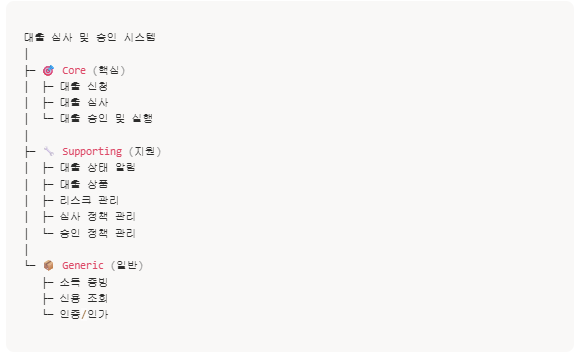 대출 심사 및 승인 시스템
│
├─ 🎯 Core (핵심)
│  ├─ 대출 신청
│  ├─ 대출 심사
│  └─ 대출 승인 및 실행
│
├─ 🔧 Supporting (지원)
│  ├─ 대출 상태 알림
│  ├─ 대출 상품
│  ├─ 리스크 관리
│  ├─ 심사 정책 관리
│  └─ 승인 정책 관리
│
└─ 📦 Generic (일반)
   ├─ 소득 증빙
   ├─ 신용 조회
   └─ 인증/인가